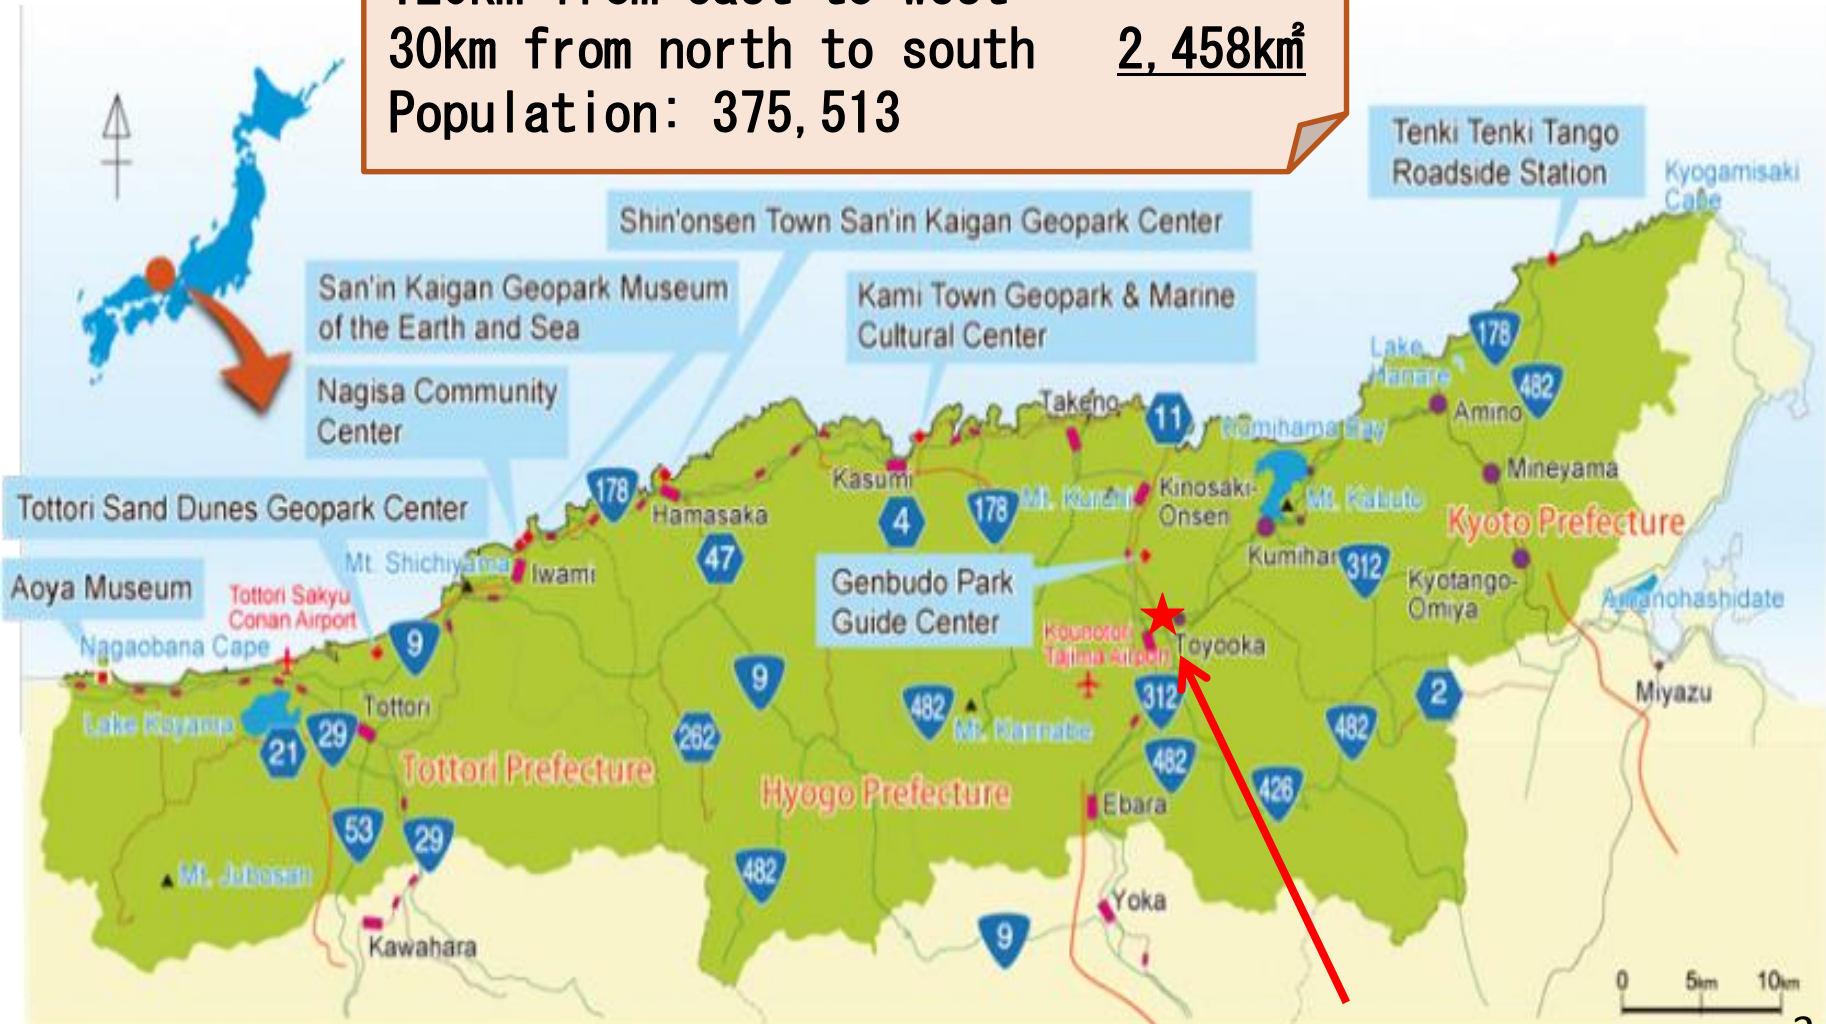 30km from north to south 2,458k㎡
Population: 375,513
Tenki Tenki Tango
Roadside Station
Kyogamisaki
Cape
Shin'onsen Town San'in Kaigan Geopark Center
San'in Kaigan Geopark Museum
of the Earth and Sea
Kami Town Geopark & Marine
Cultural Center
Nagisa Community
Center
Tottori Sand Dunes Geopark Center
Aoya Museum
Genbudo Park
Guide Center
Lake
Hanare
178
482
Amino
Takeno
11
Kumihama Bay
Mineyama
Kasumi
178
Hamasaka
4
178
Mt. Kuruhi
Kinosaki-
Onsen
Mt. Kabuto
Kyoto Prefecture
47
Mt. Shichiyama
Iwami
Kumihar
312
Kyotango-
Omiya
Amanohashidate
Tottori Sakyu
Conan Airport
Nagaobana Cape
9
Kounotori
Tajima Airport
Toyooka
9
312
2
Miyazu
Lake Koyama
Tottori
21
29
482
Mt. Kannabe
262
482
482
Tottori Prefecture
Hyogo Prefecture
426
Ebara
53
29
482
Mt. Jubosan
Yoka
Kawahara
9
0 5km 10km